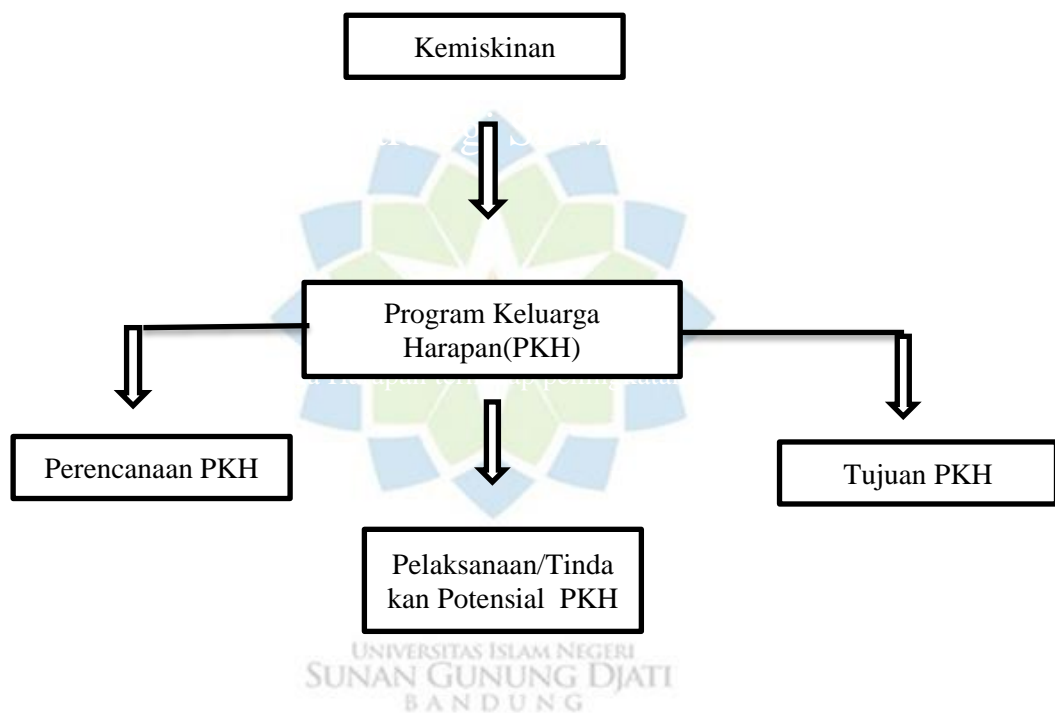 Kemiskinan
Program Keluarga
Harapan(PKH)
Perencanaan PKH
Tujuan PKH
Pelaksanaan/Tinda
kan Potensial  PKH
UNIVERSITAS ISLAM NEGERI
SUNAN GUNUNG DJATI
BANDUNG